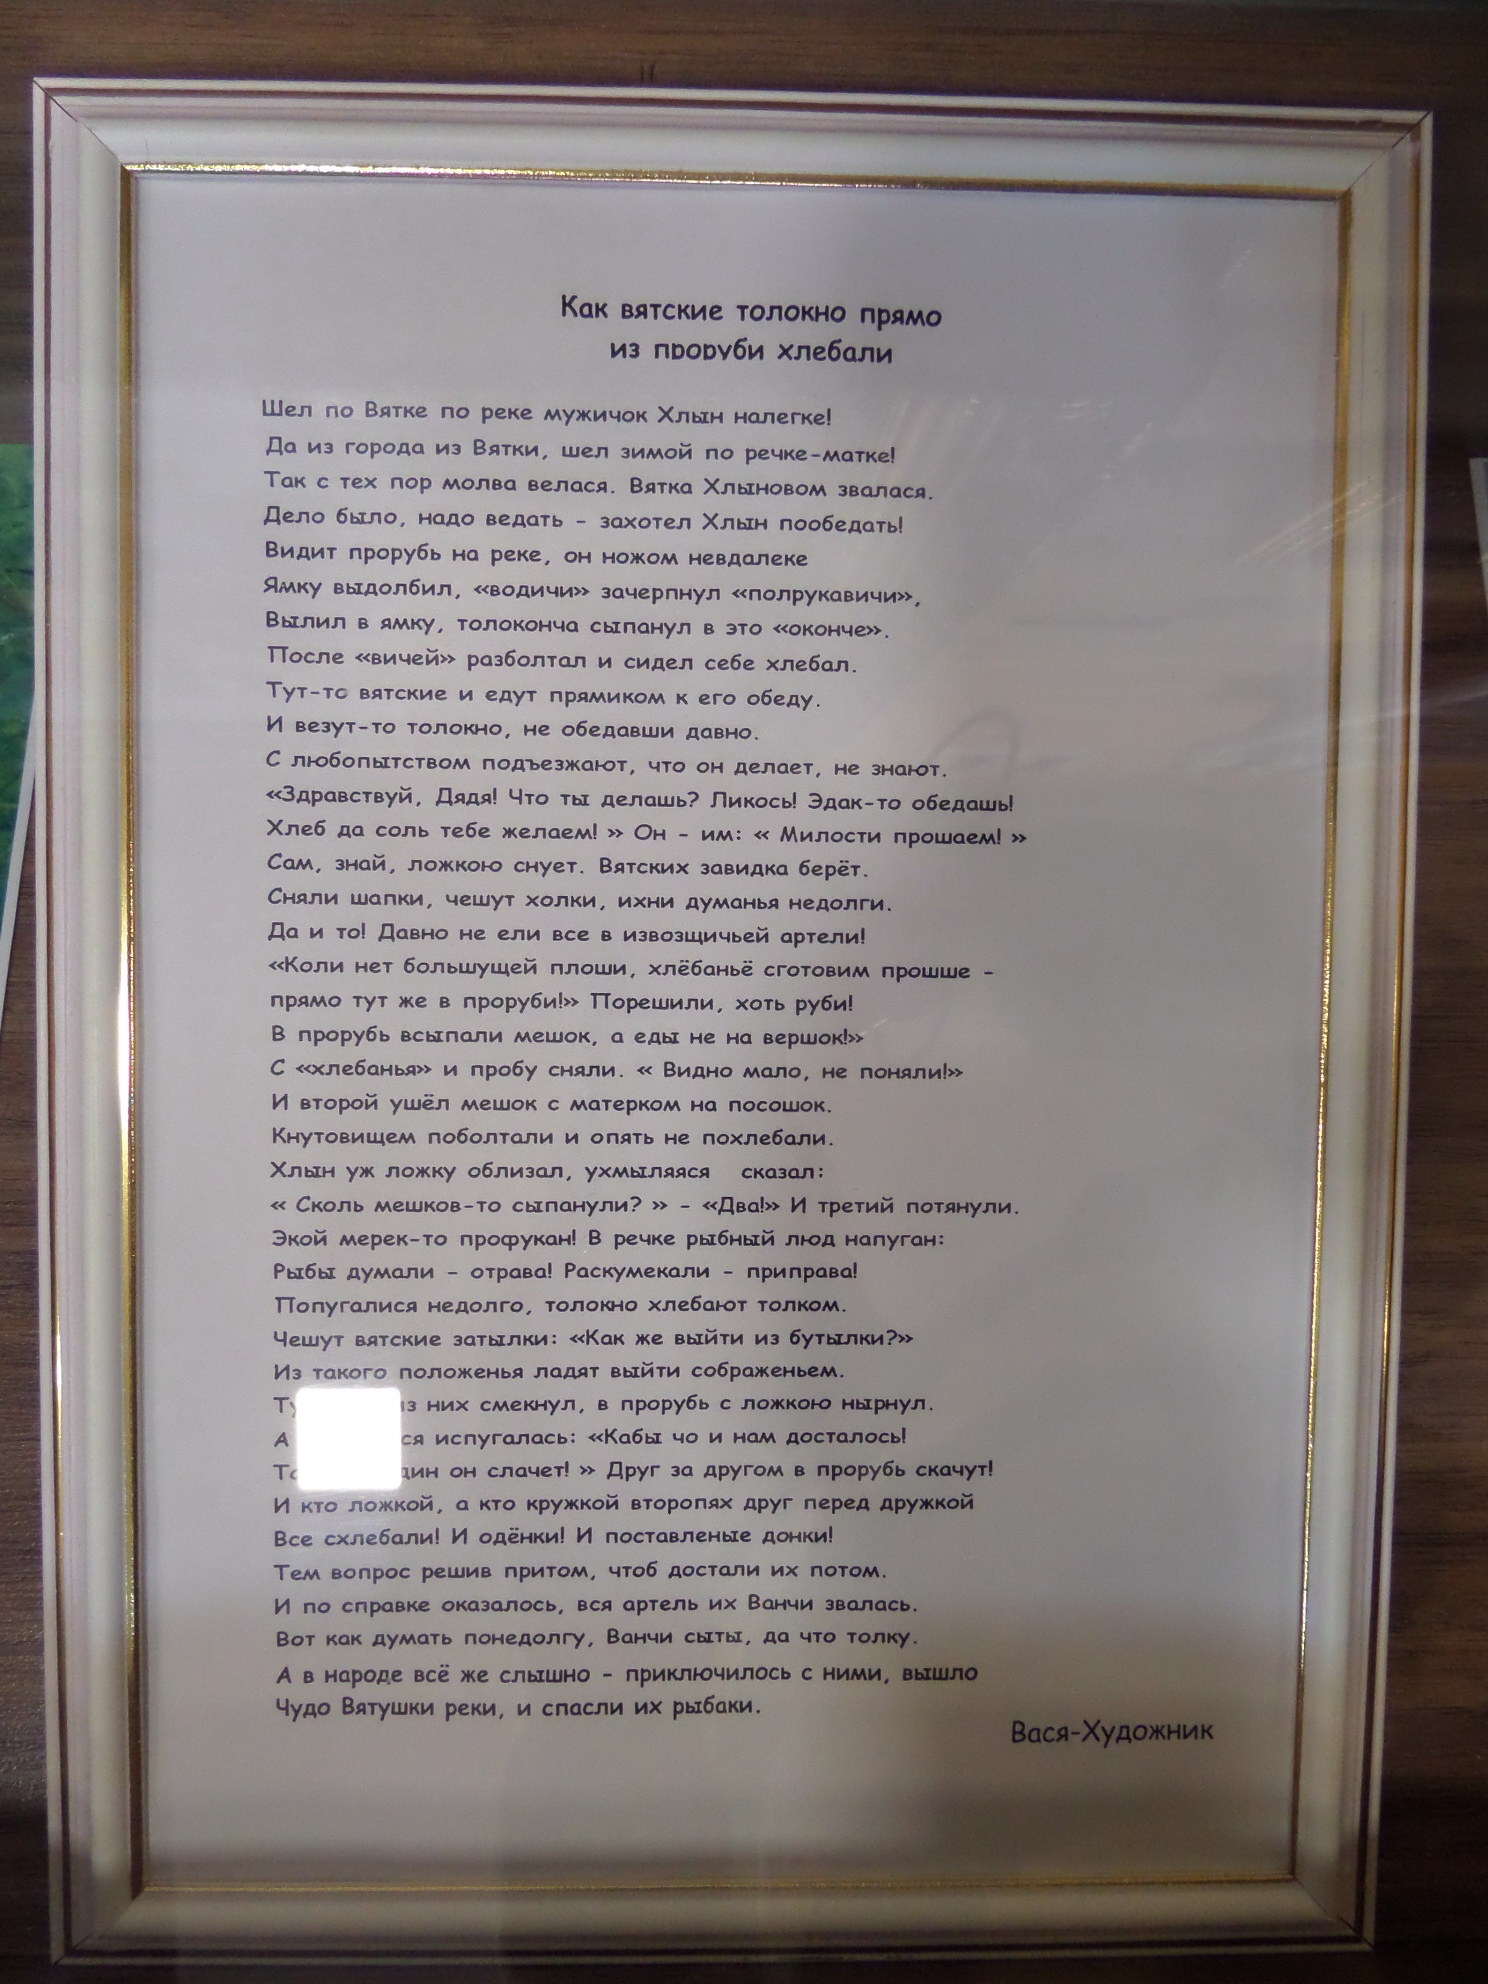 Как вятские толокно прямо
из проруби хлебали
Шел по Вятке по реке мужичок Хлын налегке!
Да из города из Вятки, шел зимой по речке-матке!
Так с тех пор молва велася. Вятка Хлыновом звалася.
Дело было, надо ведать - захотел Хлын пообедать!
Видит прорубь на реке, он ножом невдалеке
Ямку выдолбил, «водичи» зачерпнул «полрукавичи»,
Вылил в ямку, толоконча сыпанул в это «оконче».
После «вичей» разболтал и сидел себе хлебал.
Тут-то вятские и едут прямиком к его обеду.
И везут-то толокно, не обедавши давно.
С любопытством подъезжают, что он делает, не знают.
«Здравствуй, Дядя! Что ты делашь? Ликось! Эдак-то обедашь!
Хлеб да соль тебе желаем! » Он - им: « Милости прошаем! »
Сам, знай, ложкою снует. Вятских завидка берёт.
Сняли шапки, чешут холки, ихни думанья недолги.
Да и то! Давно не ели все в извозщичьей артели!
«Коли нет большущей плоши, хлёбаньё сготовим прошше -
прямо тут же в проруби!» Порешили, хоть руби!
В прорубь всыпали мешок, а еды не на вершок!»
С «хлебанья» и пробу сняли. « Видно мало, не поняли!»
И второй ушёл мешок с матерком на посошок.
Кнутовищем поболтали и опять не похлебали.
Хлын уж ложку облизал, ухмыляяся сказал:
« Сколь мешков-то сыпанули? » - «Два!» И третий потянули.
Экой мерек-то профукан! В речке рыбный люд напуган:
Рыбы думали - отрава! Раскумекали - приправа!
Попугалися недолго, толокно хлебают толком.
Чешут вятские затылки: «Как же выйти из бутылки?»
Из такого положенья ладят выйти сображеньем.
из них смекнул, в прорубь с ложкою нырнул.
А испугалась: «Кабы чо и нам досталось!
он слачет! » Друг за другом в прорубь скачут!
И кто ложкой, а кто кружкой второпях друг перед дружкой
Все схлебали! И одёнки! И поставленые донки!
Тем вопрос решив притом, чтоб достали их потом.
И по справке оказалось, вся артель их Ванчи звалась.
Вот как думать понедолгу, Ванчи сыты, да что толку.
А в народе всё же слышно - приключилось с ними, вышло
Чудо Вятушки реки, и спасли их рыбаки.
Вася-Художник